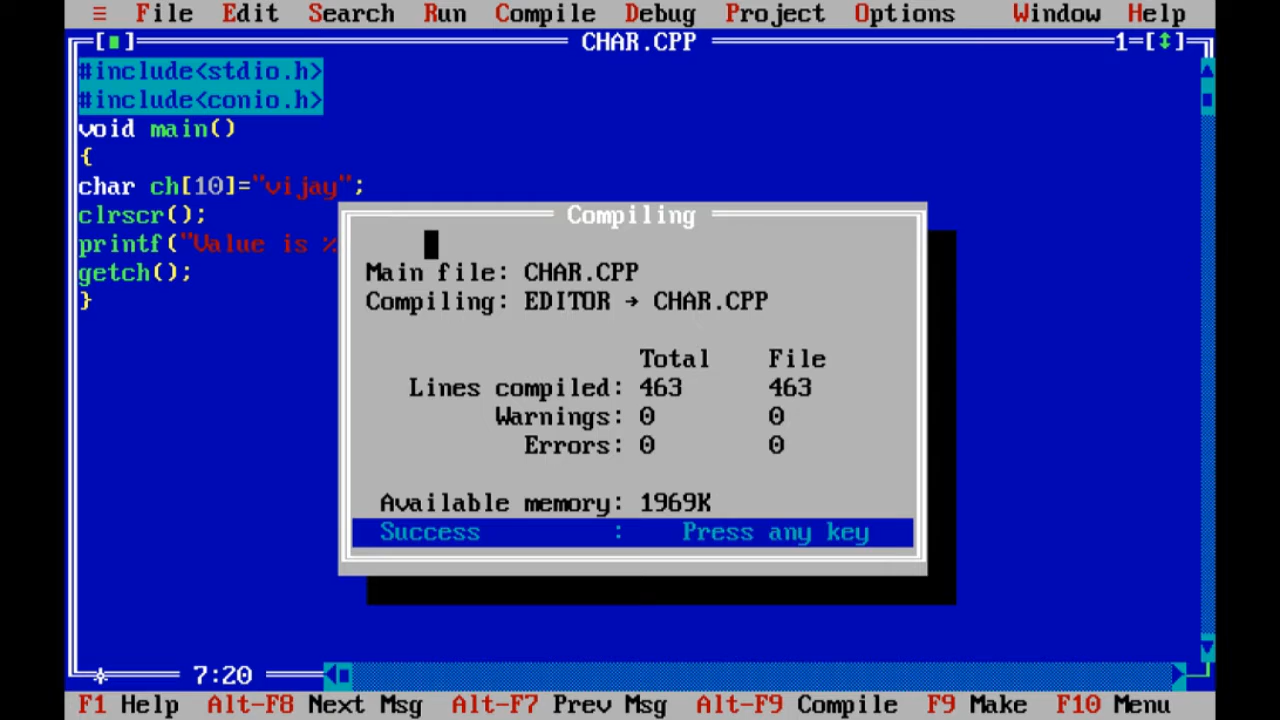 ≡ File Edit Search Run Compile Debug Project Options Window Help
[■] CHAR.CPP 1=[↕]
#include<stdio.h>
#include<conio.h>
void main()
{
char ch[10]="vijay";
clrscr();
printf("Value is %
getch();
}
Compiling
Main file: CHAR.CPP
Compiling: EDITOR → CHAR.CPP
Total File
Lines compiled: 463 463
Warnings: 0 0
Errors: 0 0
Available memory: 1969K
Success : Press any key
7:20
F1 Help Alt-F8 Next Msg Alt-F7 Prev Msg Alt-F9 Compile F9 Make F10 Menu